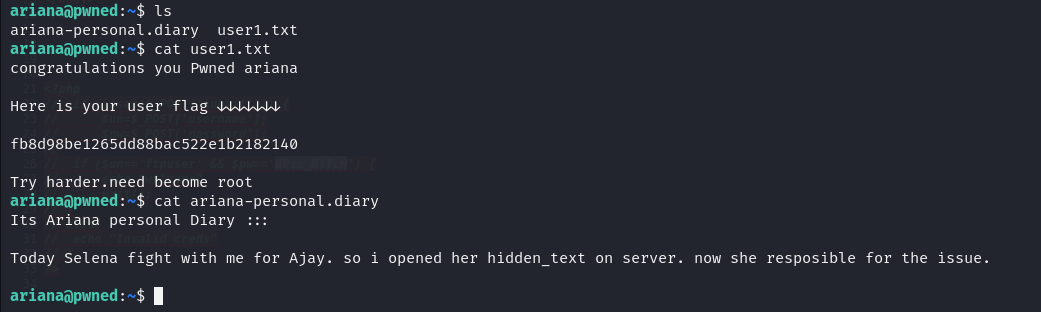 ariana@pwned:~$ ls
ariana-personal.diary  user1.txt
ariana@pwned:~$ cat user1.txt
congratulations you Pwned ariana
Here is your user flag ↓↓↓↓↓↓↓
fb8d98be1265dd88bac522e1b2182140
Try harder.need become root
ariana@pwned:~$ cat ariana-personal.diary
Its Ariana personal Diary :::
Today Selena fight with me for Ajay. so i opened her hidden_text on server. now she resposible for the issue.
ariana@pwned:~$